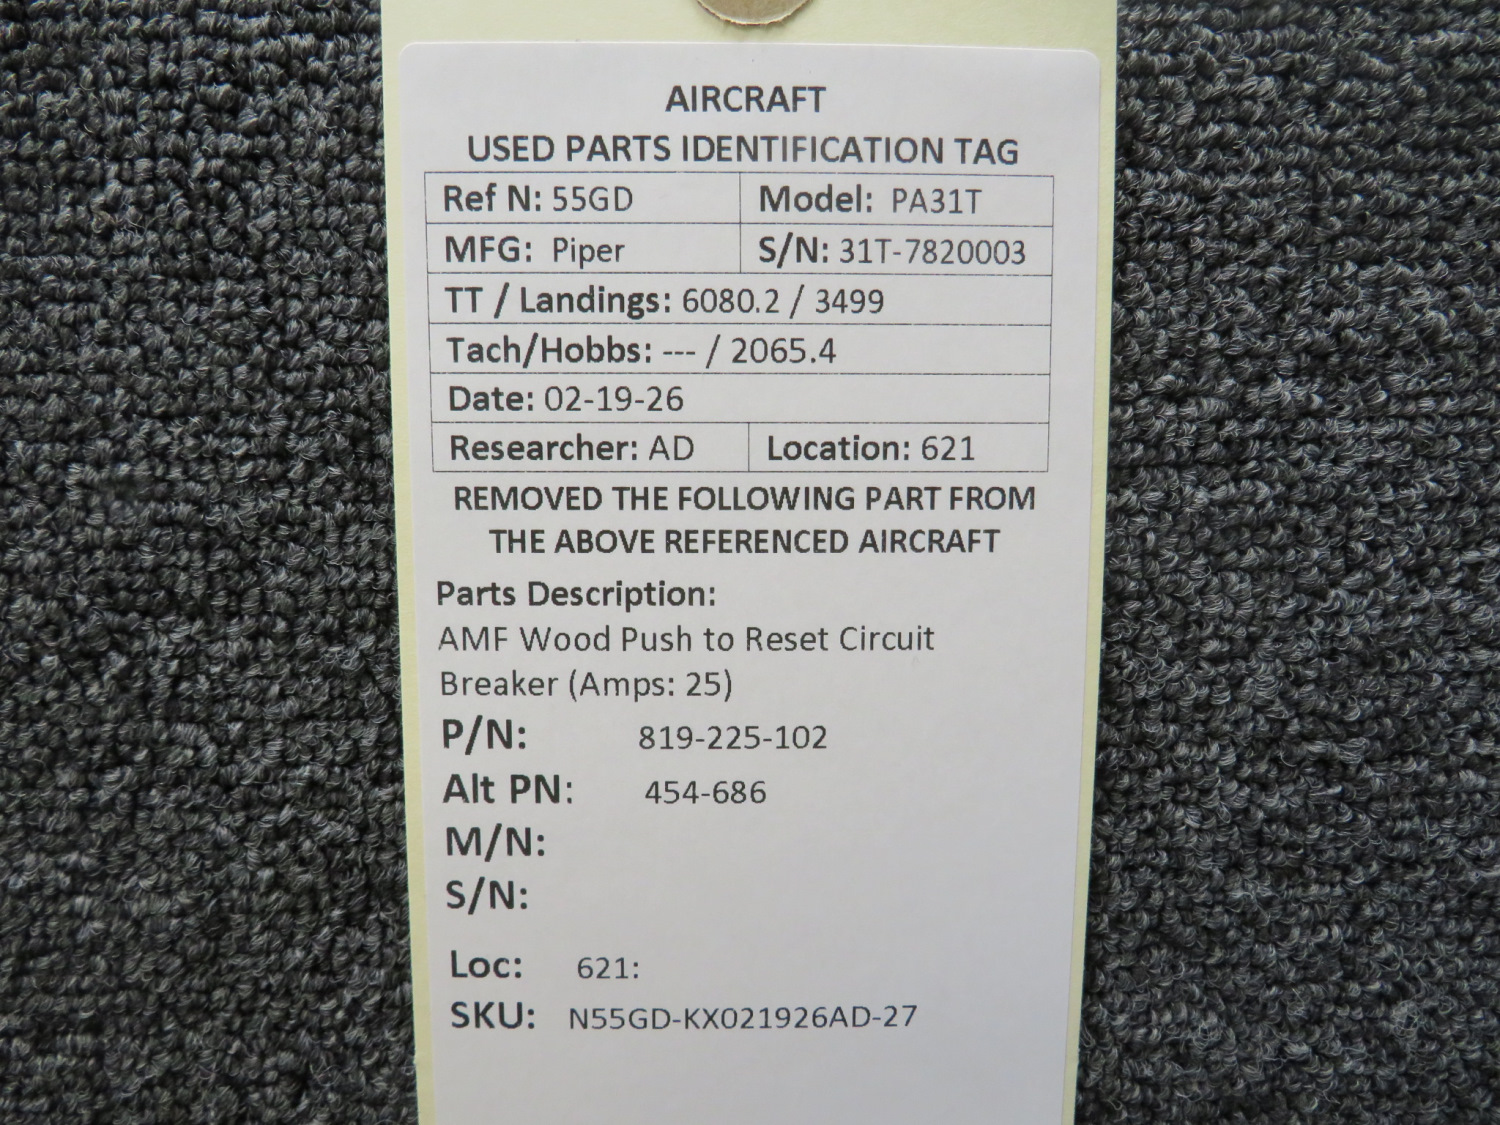 AIRCRAFT
USED PARTS IDENTIFICATION TAG
Ref N: 55GD Model: PA31T
MFG: Piper S/N: 31T-7820003
TT / Landings: 6080.2 / 3499
Tach/Hobbs: --- / 2065.4
Date: 02-19-26
Researcher: AD Location: 621
REMOVED THE FOLLOWING PART FROM
THE ABOVE REFERENCED AIRCRAFT
Parts Description:
AMF Wood Push to Reset Circuit
Breaker (Amps: 25)
P/N: 819-225-102
Alt PN: 454-686
M/N:
S/N:
Loc: 621:
SKU: N55GD-KX021926AD-27